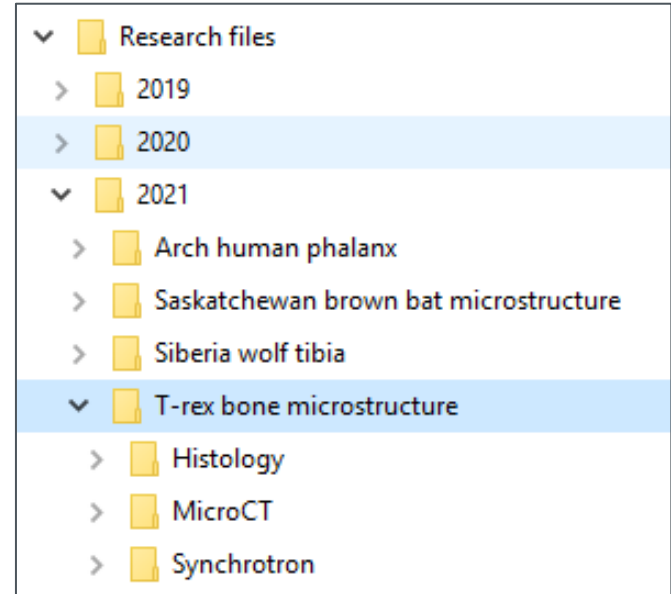 Research files
2019
2020
2021
Arch human phalanx
Saskatchewan brown bat microstructure
Siberia wolf tibia
T-rex bone microstructure
Histology
MicroCT
Synchrotron